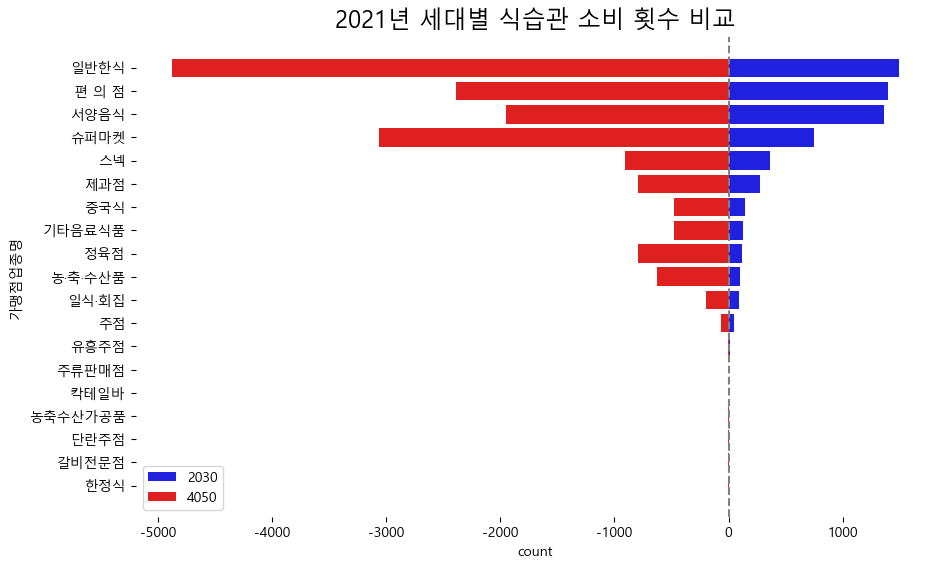 2021년 세대별 식습관 소비 횟수 비교
가맹점업종명
일반한식
편 의 점
서양음식
슈퍼마켓
스넥
제과점
중국식
기타음료식품
정육점
농·축·수산품
일식·회집
주점
유흥주점
주류판매점
칵테일바
농축수산가공품
단란주점
갈비전문점
한정식
2030
4050
-5000 -4000 -3000 -2000 -1000 0 1000
count